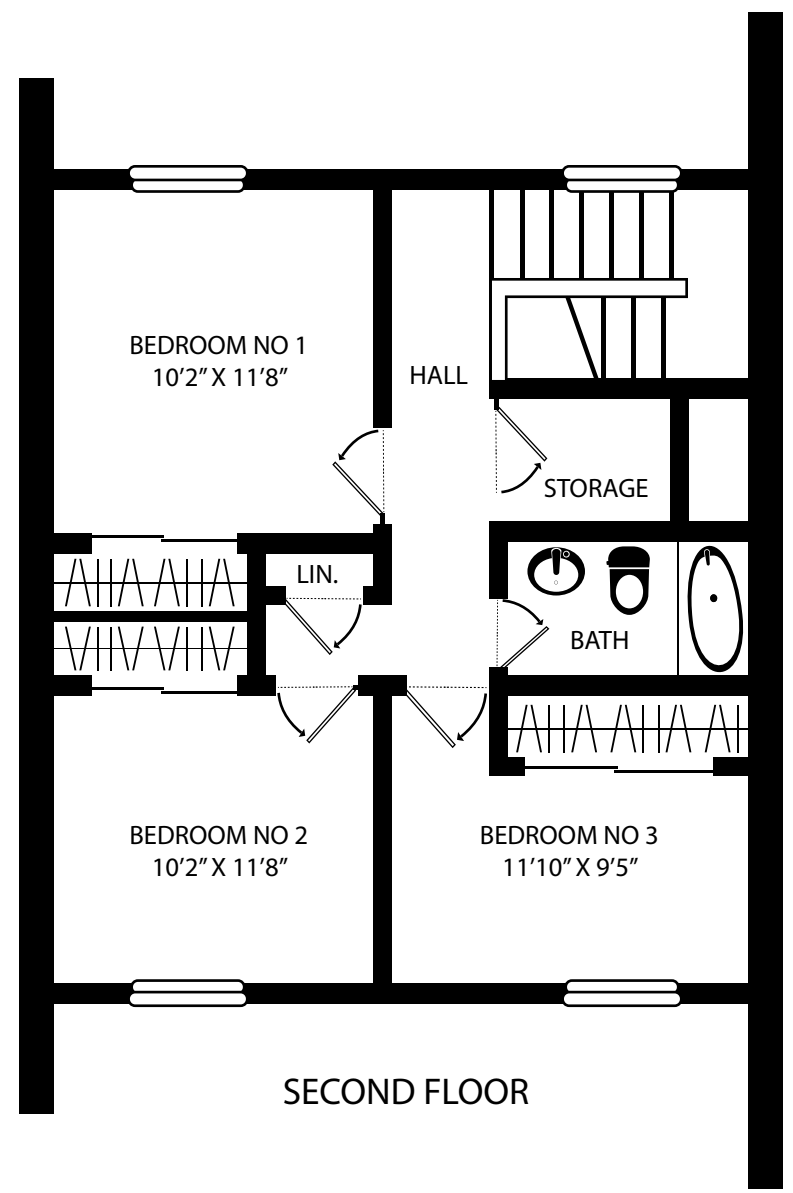 BEDROOM NO 1
10’2” X 11’8”
HALL
STORAGE
LIN.
BATH
BEDROOM NO 2
10’2” X 11’8”
BEDROOM NO 3
11’10” X 9’5”
SECOND FLOOR